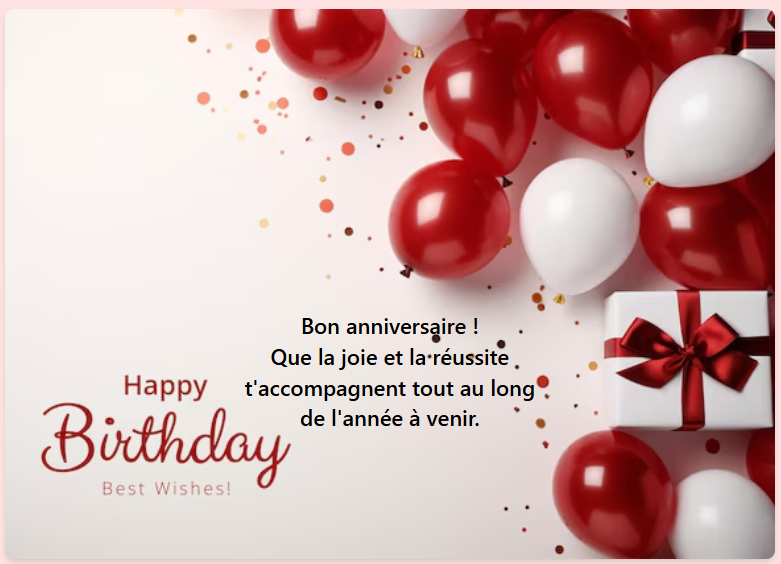 Bon anniversaire !
Que la joie et la réussite
t'accompagnent tout au long
de l'année à venir.
Happy
Birthday
Best Wishes!